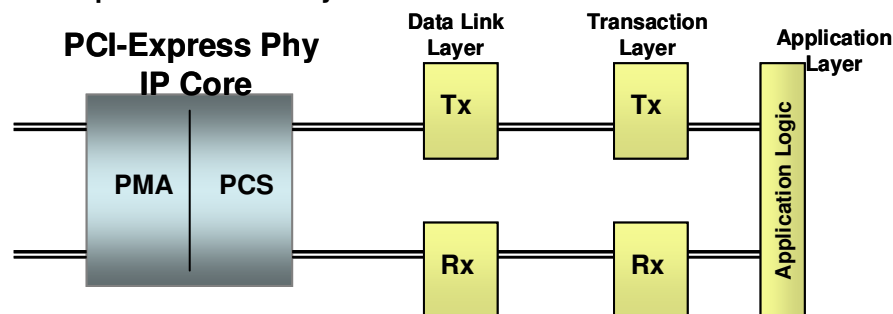 PCI-Express Phy
IP Core
Data Link
Layer
Transaction
Layer
Application
Layer
Tx
Tx
PMA
PCS
Application Logic
Rx
Rx